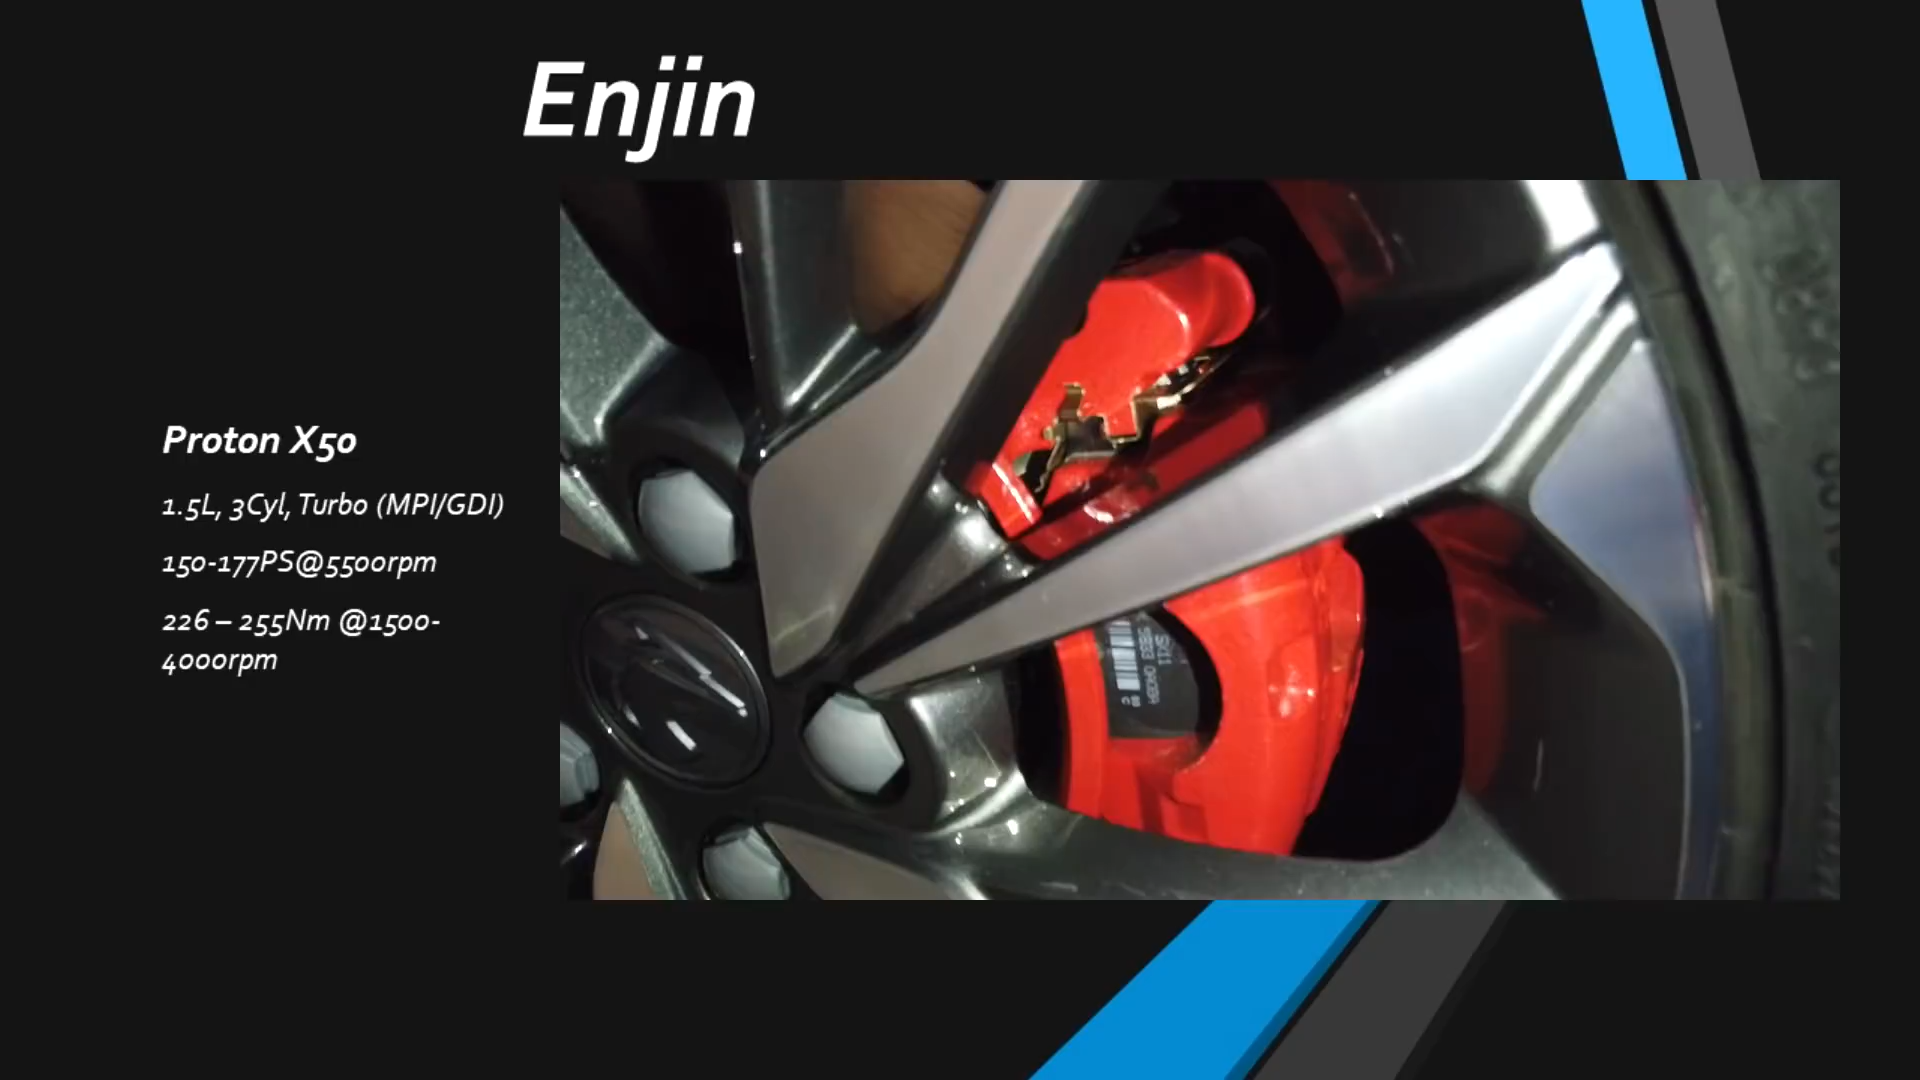 Enjin
Proton X50
1.5L, 3Cyl, Turbo (MPI/GDI)
150-177PS@5500rpm
226 – 255Nm @1500-
4000rpm